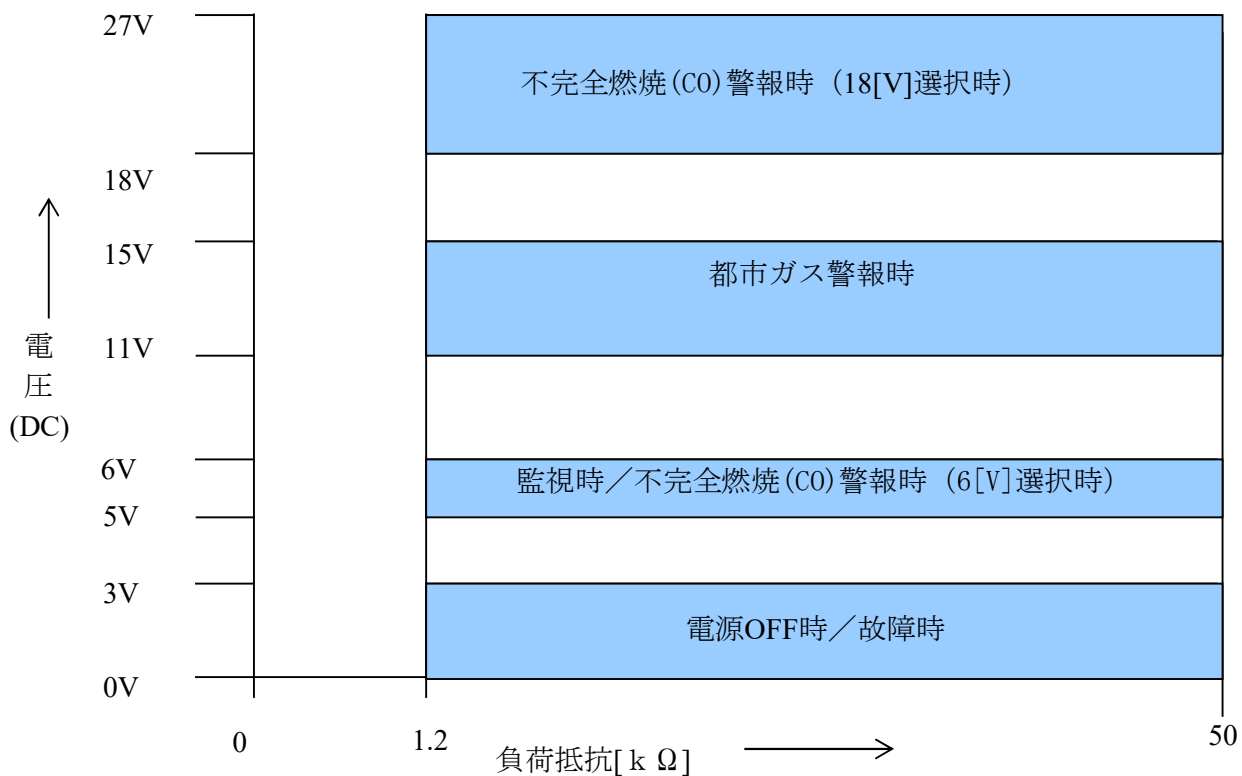 27V
不完全燃焼(CO)警報時（18[V]選択時）
18V
15V
都市ガス警報時
11V
電
圧
(DC)
6V
監視時／不完全燃焼(CO)警報時（6[V]選択時）
5V
3V
電源OFF時／故障時
0V
0
1.2
負荷抵抗[ｋΩ]
50